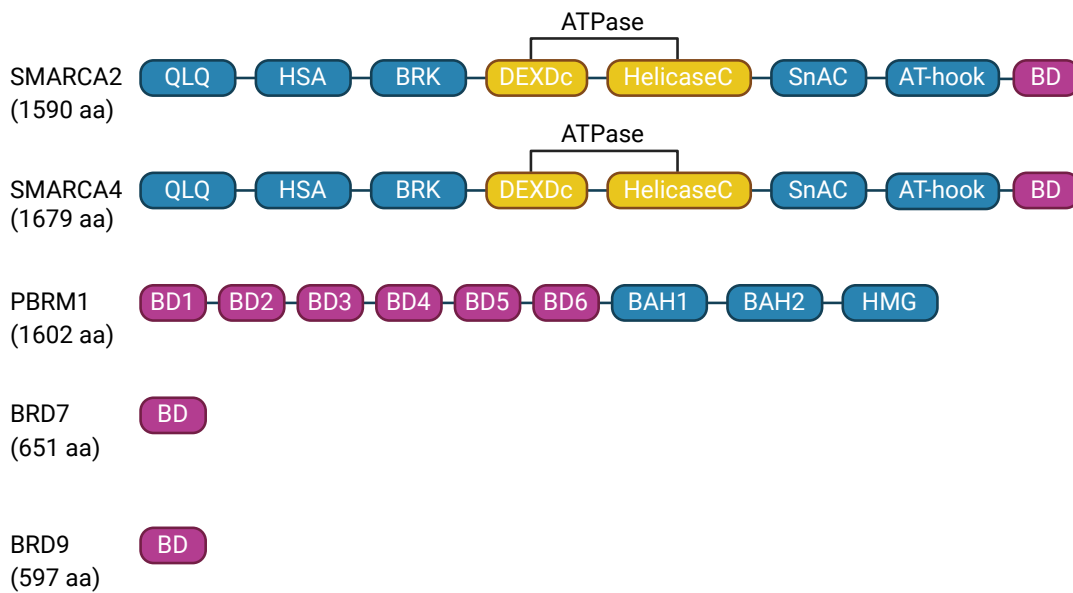 ATPase
SMARCA2 QLQ HSA BRK DEXDc HelicaseC SnAC AT-hook BD
(1590 aa)
ATPase
SMARCA4 QLQ HSA BRK DEXDc HelicaseC SnAC AT-hook BD
(1679 aa)
PBRM1 BD1 BD2 BD3 BD4 BD5 BD6 BAH1 BAH2 HMG
(1602 aa)
BRD7 BD
(651 aa)
BRD9 BD
(597 aa)